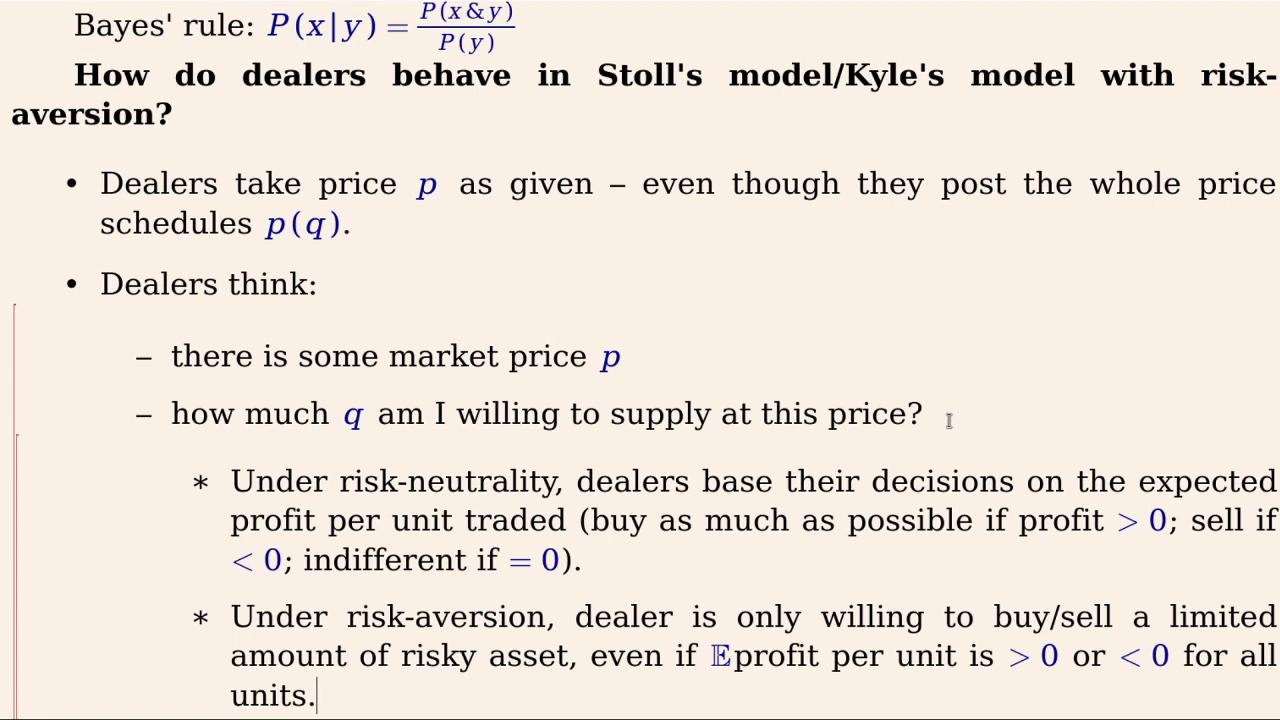 Bayes' rule: P(x|y) = P(x&y) / P(y)
How do dealers behave in Stoll's model/Kyle's model with risk-
aversion?
• Dealers take price p as given – even though they post the whole price
schedules p(q).
• Dealers think:
– there is some market price p
– how much q am I willing to supply at this price?
∗ Under risk-neutrality, dealers base their decisions on the expected
profit per unit traded (buy as much as possible if profit > 0; sell if
< 0; indifferent if = 0).
∗ Under risk-aversion, dealer is only willing to buy/sell a limited
amount of risky asset, even if 𝔼profit per unit is > 0 or < 0 for all
units.